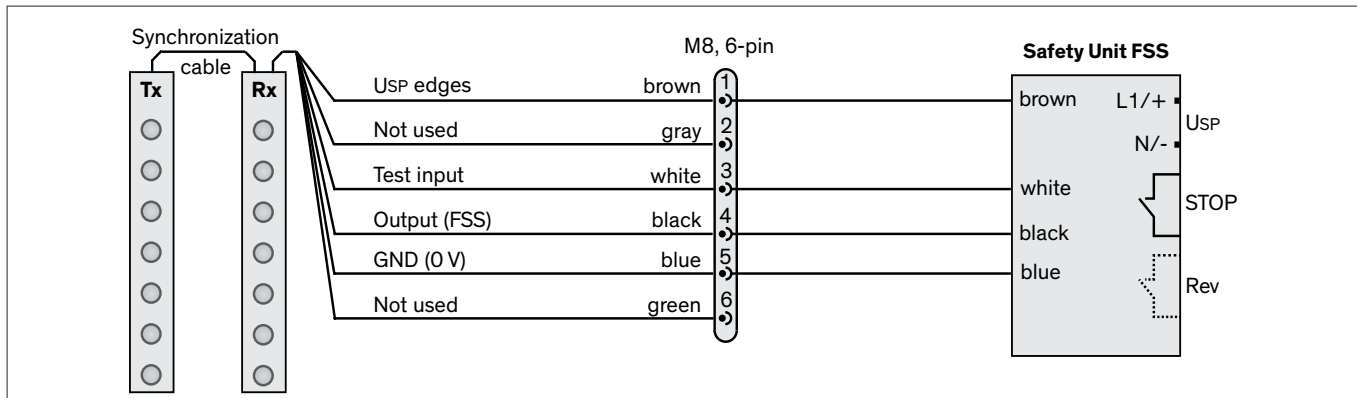 Synchronization
cable
Tx
Rx
M8, 6-pin
Safety Unit FSS
USP edges brown 1 brown L1/+
USP
Not used gray 2 N/-
Test input white 3 white
STOP
Output (FSS) black 4 black
GND (0 V) blue 5 blue
Rev
Not used green 6